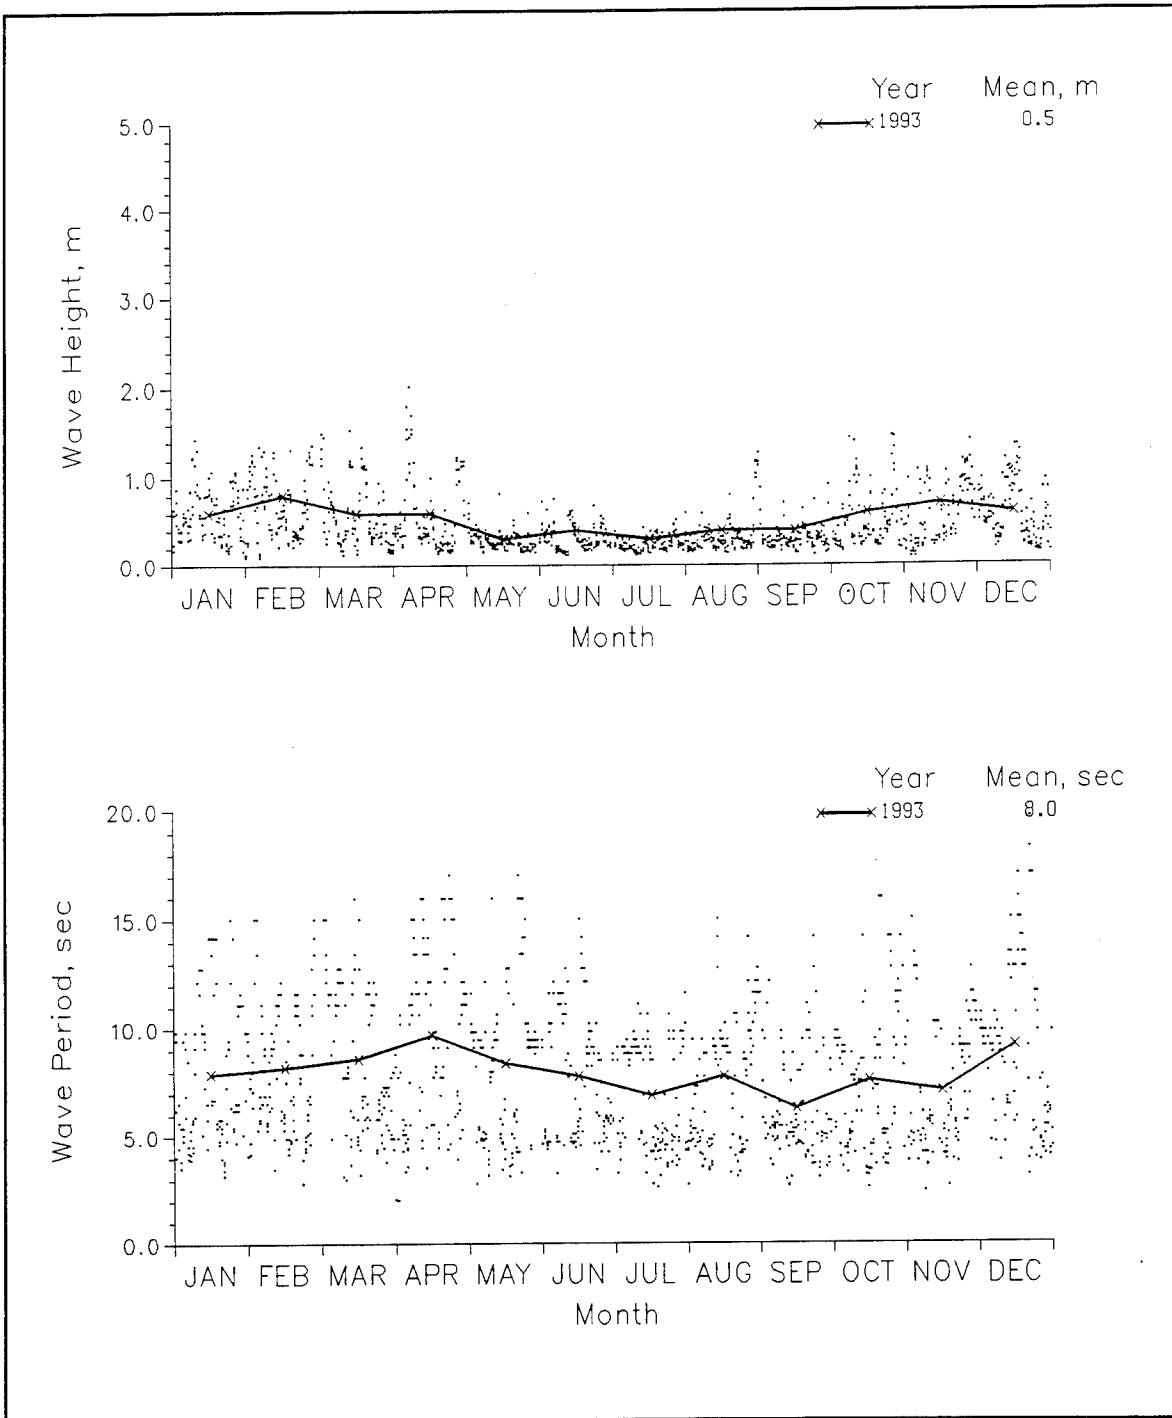 Year Mean, m
1993 0.5
5.0
4.0
3.0
2.0
1.0
0.0
Wave Height, m
JAN FEB MAR APR MAY JUN JUL AUG SEP OCT NOV DEC
Month
Year Mean, sec
1993 8.0
20.0
15.0
10.0
5.0
0.0
Wave Period, sec
JAN FEB MAR APR MAY JUN JUL AUG SEP OCT NOV DEC
Month